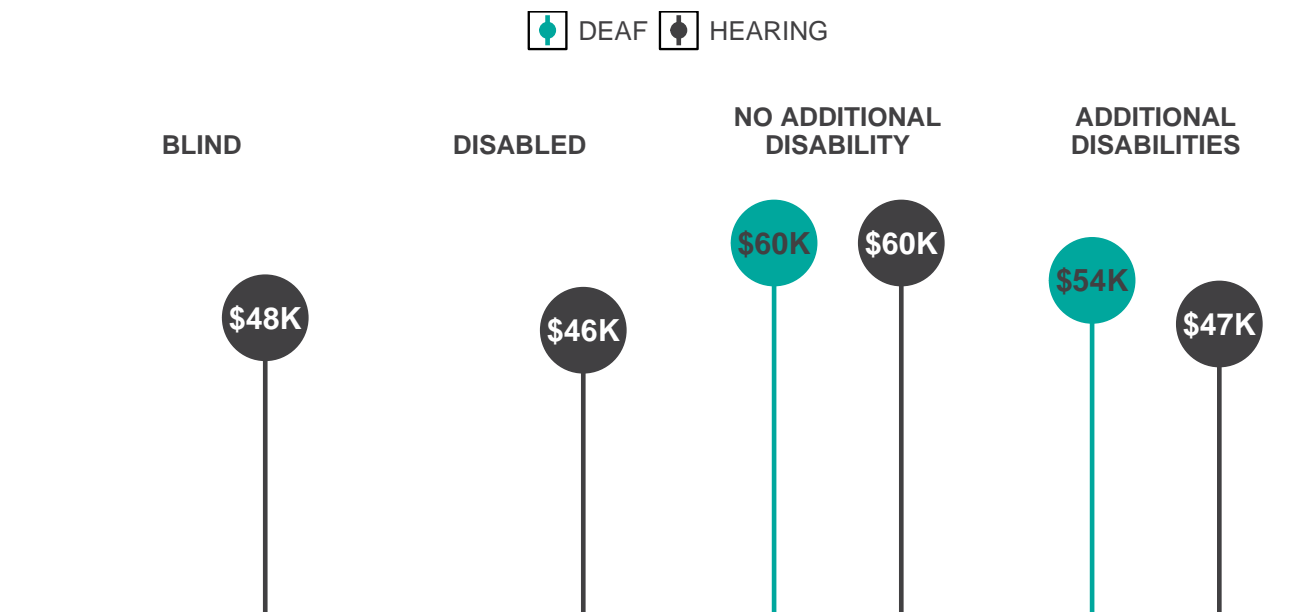 DEAF HEARING
BLIND
DISABLED
NO ADDITIONAL
DISABILITY
ADDITIONAL
DISABILITIES
$48K
$46K
$60K
$60K
$54K
$47K